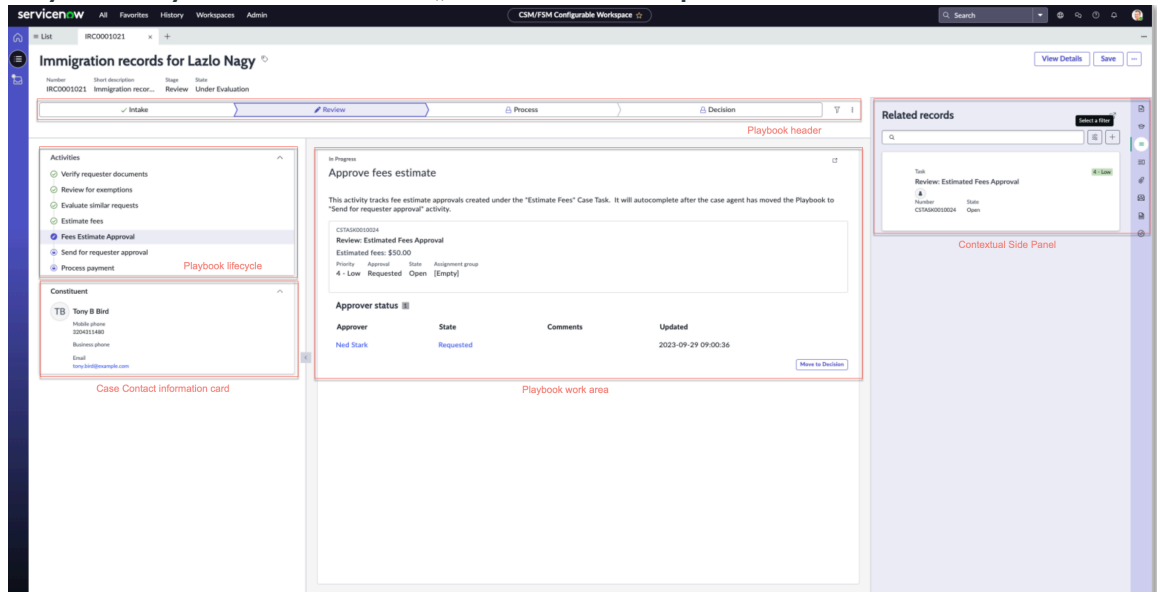 servicenow All Favorites History Workspaces Admin CSM/FSM Configurable Workspace Search
List IRC0001021 × +
Immigration records for Lazlo Nagy
View Details Save
Number Short description Stage State
IRC0001021 Immigration recor... Review Under Evaluation
Intake Review Process Decision
Playbook header
Related records
Select a filter
Activities
Verify requester documents
Review for exemptions
Evaluate similar requests
Estimate fees
Fees Estimate Approval
Send for requester approval
Process payment
Playbook lifecycle
Constituent
TB Tony B Bird
Mobile phone
3204311480
Business phone
Email
tony.bird@example.com
Case Contact information card
In Progress
Approve fees estimate
This activity tracks fee estimate approvals created under the "Estimate Fees" Case Task. It will autocomplete after the case agent has moved the Playbook to
"Send for requester approval" activity.
CSTASK0010024
Review: Estimated Fees Approval
Estimated fees: $50.00
Priority Approval State Assignment group
4 - Low Requested Open [Empty]
Approver status
Approver State Comments Updated
Ned Stark Requested 2023-09-29 09:00:36
Move to Decision
Playbook work area
Task 4 - Low
Review: Estimated Fees Approval
Number State
CSTASK0010024 Open
Contextual Side Panel